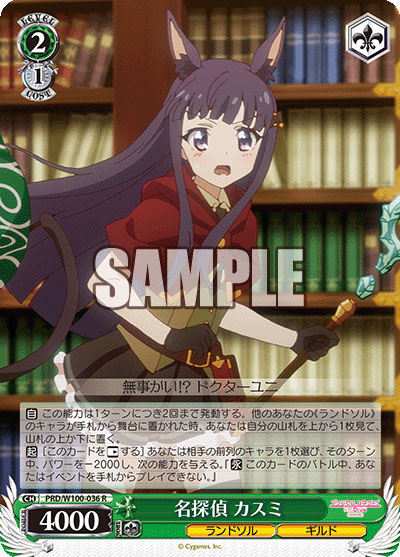 LEVEL
2
1
COST
SAMPLE
無事かい!!? ドクターユニ
自 この能力は1ターンにつき2回まで発動する。他のあなたの《ランドソル》
のキャラが手札から舞台に置かれた時、あなたは自分の山札を上から1枚見て、
山札の上か下に置く。
起 [このカードを する] あなたは相手の前列のキャラを1枚選び、そのターン
中、パワーを-2000し、次の能力を与える。『永 このカードのバトル中、あな
たはイベントを手札からプレイできない。』
CH PRD/W100-036 R
POWER
4000
名探偵 カスミ
ランドソル
ギルド
© Cygames, Inc.